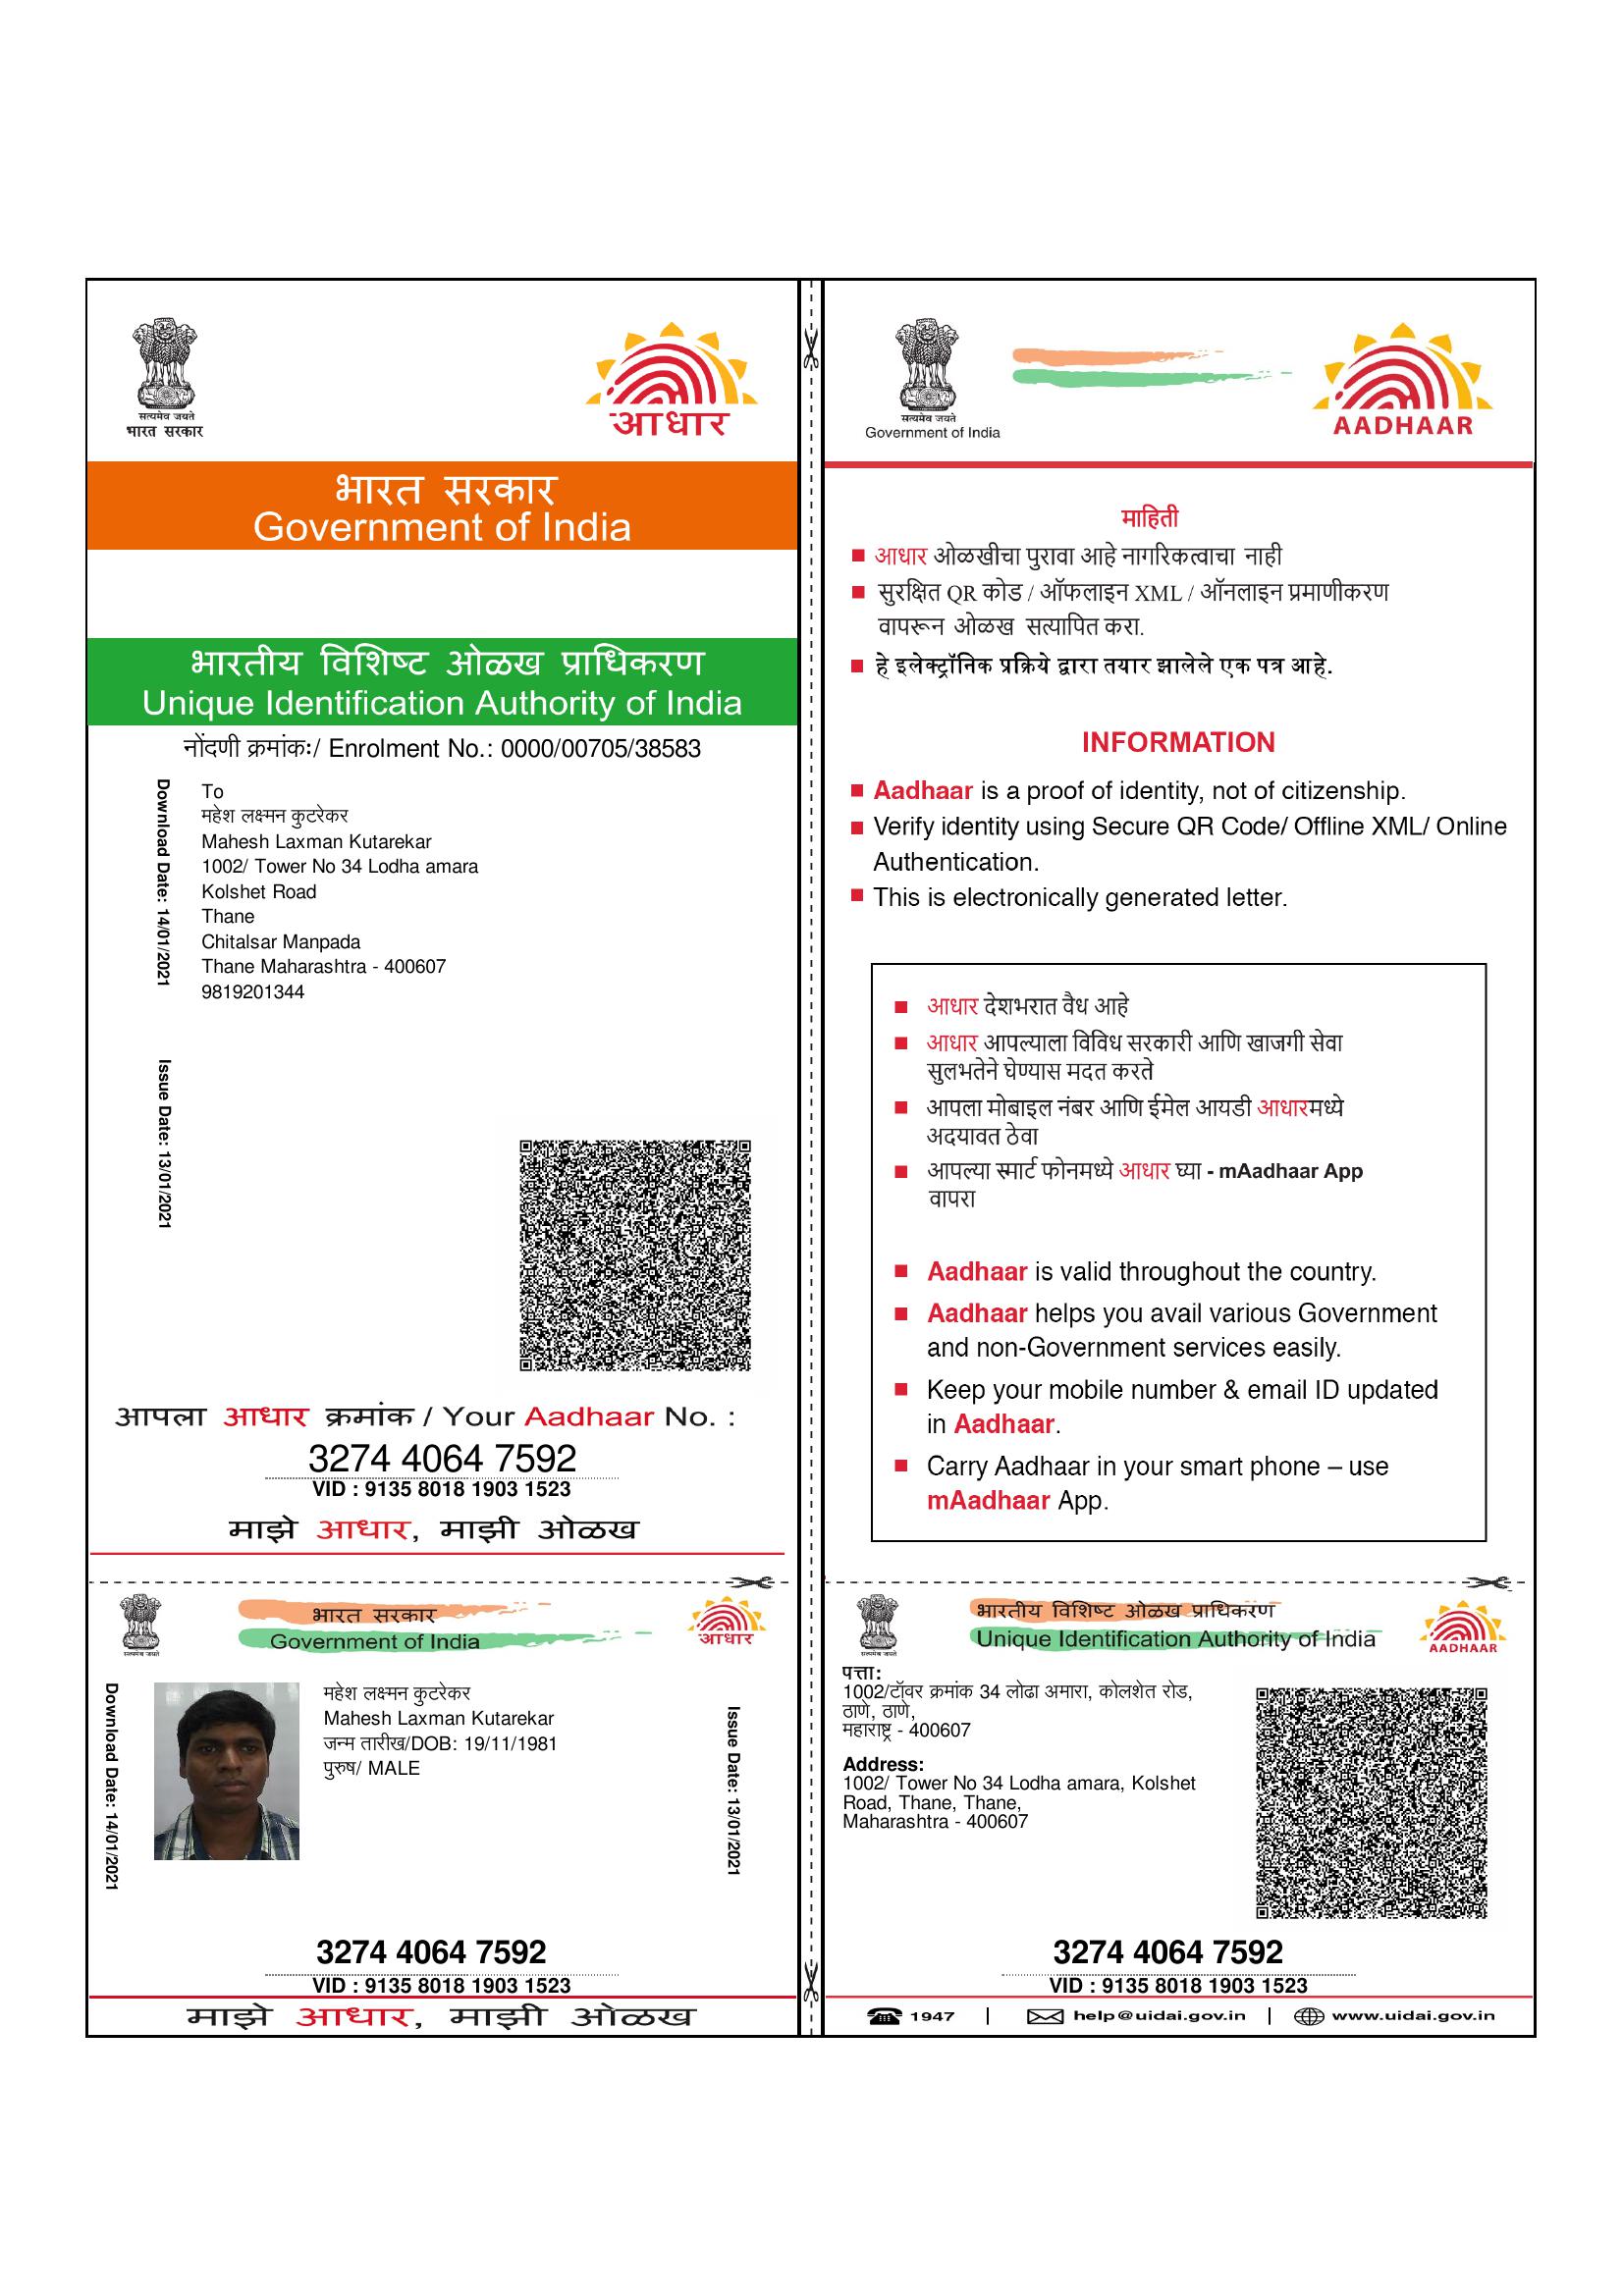 सत्यमेव जयते
भारत सरकार
आधार
भारत सरकार
Government of India
भारतीय विशिष्ट ओळख प्राधिकरण
Unique Identification Authority of India
नोंदणी क्रमांक:/ Enrolment No.: 0000/00705/38583
Download Date: 14/01/2021
Issue Date: 13/01/2021
To
महेश लक्ष्मन कुटरेकर
Mahesh Laxman Kutarekar
1002/ Tower No 34 Lodha amara
Kolshet Road
Thane
Chitalsar Manpada
Thane Maharashtra - 400607
9819201344
आपला आधार क्रमांक / Your Aadhaar No. :
3274 4064 7592
VID : 9135 8018 1903 1523
माझे आधार, माझी ओळख
सत्यमेव जयते
Government of India
AADHAAR
माहिती
आधार ओळखीचा पुरावा आहे नागरिकत्वाचा नाही
सुरक्षित QR कोड / ऑफलाइन XML / ऑनलाइन प्रमाणीकरण
वापरून ओळख सत्यापित करा.
हे इलेक्ट्रॉनिक प्रक्रिये द्वारा तयार झालेले एक पत्र आहे.
INFORMATION
Aadhaar is a proof of identity, not of citizenship.
Verify identity using Secure QR Code/ Offline XML/ Online
Authentication.
This is electronically generated letter.
आधार देशभरात वैध आहे
आधार आपल्याला विविध सरकारी आणि खाजगी सेवा
सुलभतेने घेण्यास मदत करते
आपला मोबाइल नंबर आणि ईमेल आयडी आधारमध्ये
अदयावत ठेवा
आपल्या स्मार्ट फोनमध्ये आधार घ्या - mAadhaar App
वापरा
Aadhaar is valid throughout the country.
Aadhaar helps you avail various Government
and non-Government services easily.
Keep your mobile number & email ID updated
in Aadhaar.
Carry Aadhaar in your smart phone – use
mAadhaar App.
सत्यमेव जयते
भारत सरकार
Government of India
आधार
Download Date: 14/01/2021
महेश लक्ष्मन कुटरेकर
Mahesh Laxman Kutarekar
जन्म तारीख/DOB: 19/11/1981
पुरुष/ MALE
Issue Date: 13/01/2021
3274 4064 7592
VID : 9135 8018 1903 1523
माझे आधार, माझी ओळख
सत्यमेव जयते
भारतीय विशिष्ट ओळख प्राधिकरण
Unique Identification Authority of India
AADHAAR
पत्ता:
1002/टॉवर क्रमांक 34 लोढा अमारा, कोलशेत रोड,
ठाणे, ठाणे,
महाराष्ट्र - 400607
Address:
1002/ Tower No 34 Lodha amara, Kolshet
Road, Thane, Thane,
Maharashtra - 400607
3274 4064 7592
VID : 9135 8018 1903 1523
1947 | help@uidai.gov.in | www.uidai.gov.in